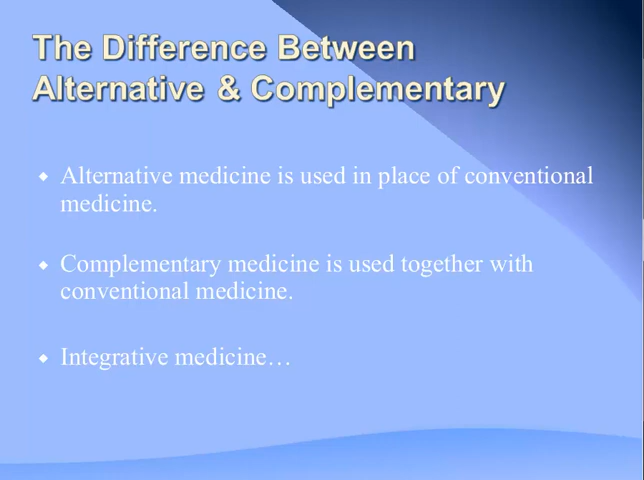 The Difference Between
Alternative & Complementary
Alternative medicine is used in place of conventional
medicine.
Complementary medicine is used together with
conventional medicine.
Integrative medicine…